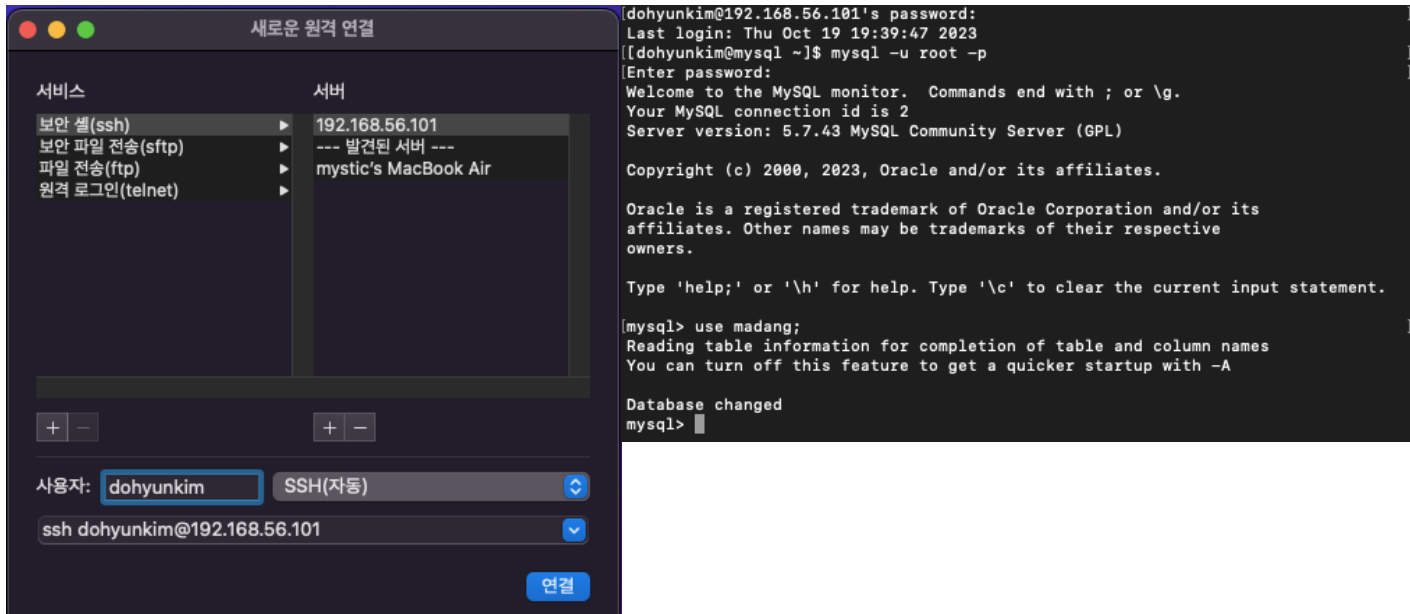 새로운 원격 연결
서비스
서버
보안 셸(ssh)
보안 파일 전송(sftp)
파일 전송(ftp)
원격 로그인(telnet)
192.168.56.101
--- 발견된 서버 ---
mystic's MacBook Air
사용자: dohyunkim SSH(자동)
ssh dohyunkim@192.168.56.101
연결
[dohyunkim@192.168.56.101's password: ]
Last login: Thu Oct 19 19:39:47 2023
[[dohyunkim@mysql ~]$ mysql -u root -p ]
[Enter password: ]
Welcome to the MySQL monitor.  Commands end with ; or \g.
Your MySQL connection id is 2
Server version: 5.7.43 MySQL Community Server (GPL)
Copyright (c) 2000, 2023, Oracle and/or its affiliates.
Oracle is a registered trademark of Oracle Corporation and/or its
affiliates. Other names may be trademarks of their respective
owners.
Type 'help;' or '\h' for help. Type '\c' to clear the current input statement.
[mysql> use madang; ]
Reading table information for completion of table and column names
You can turn off this feature to get a quicker startup with -A
Database changed
mysql>